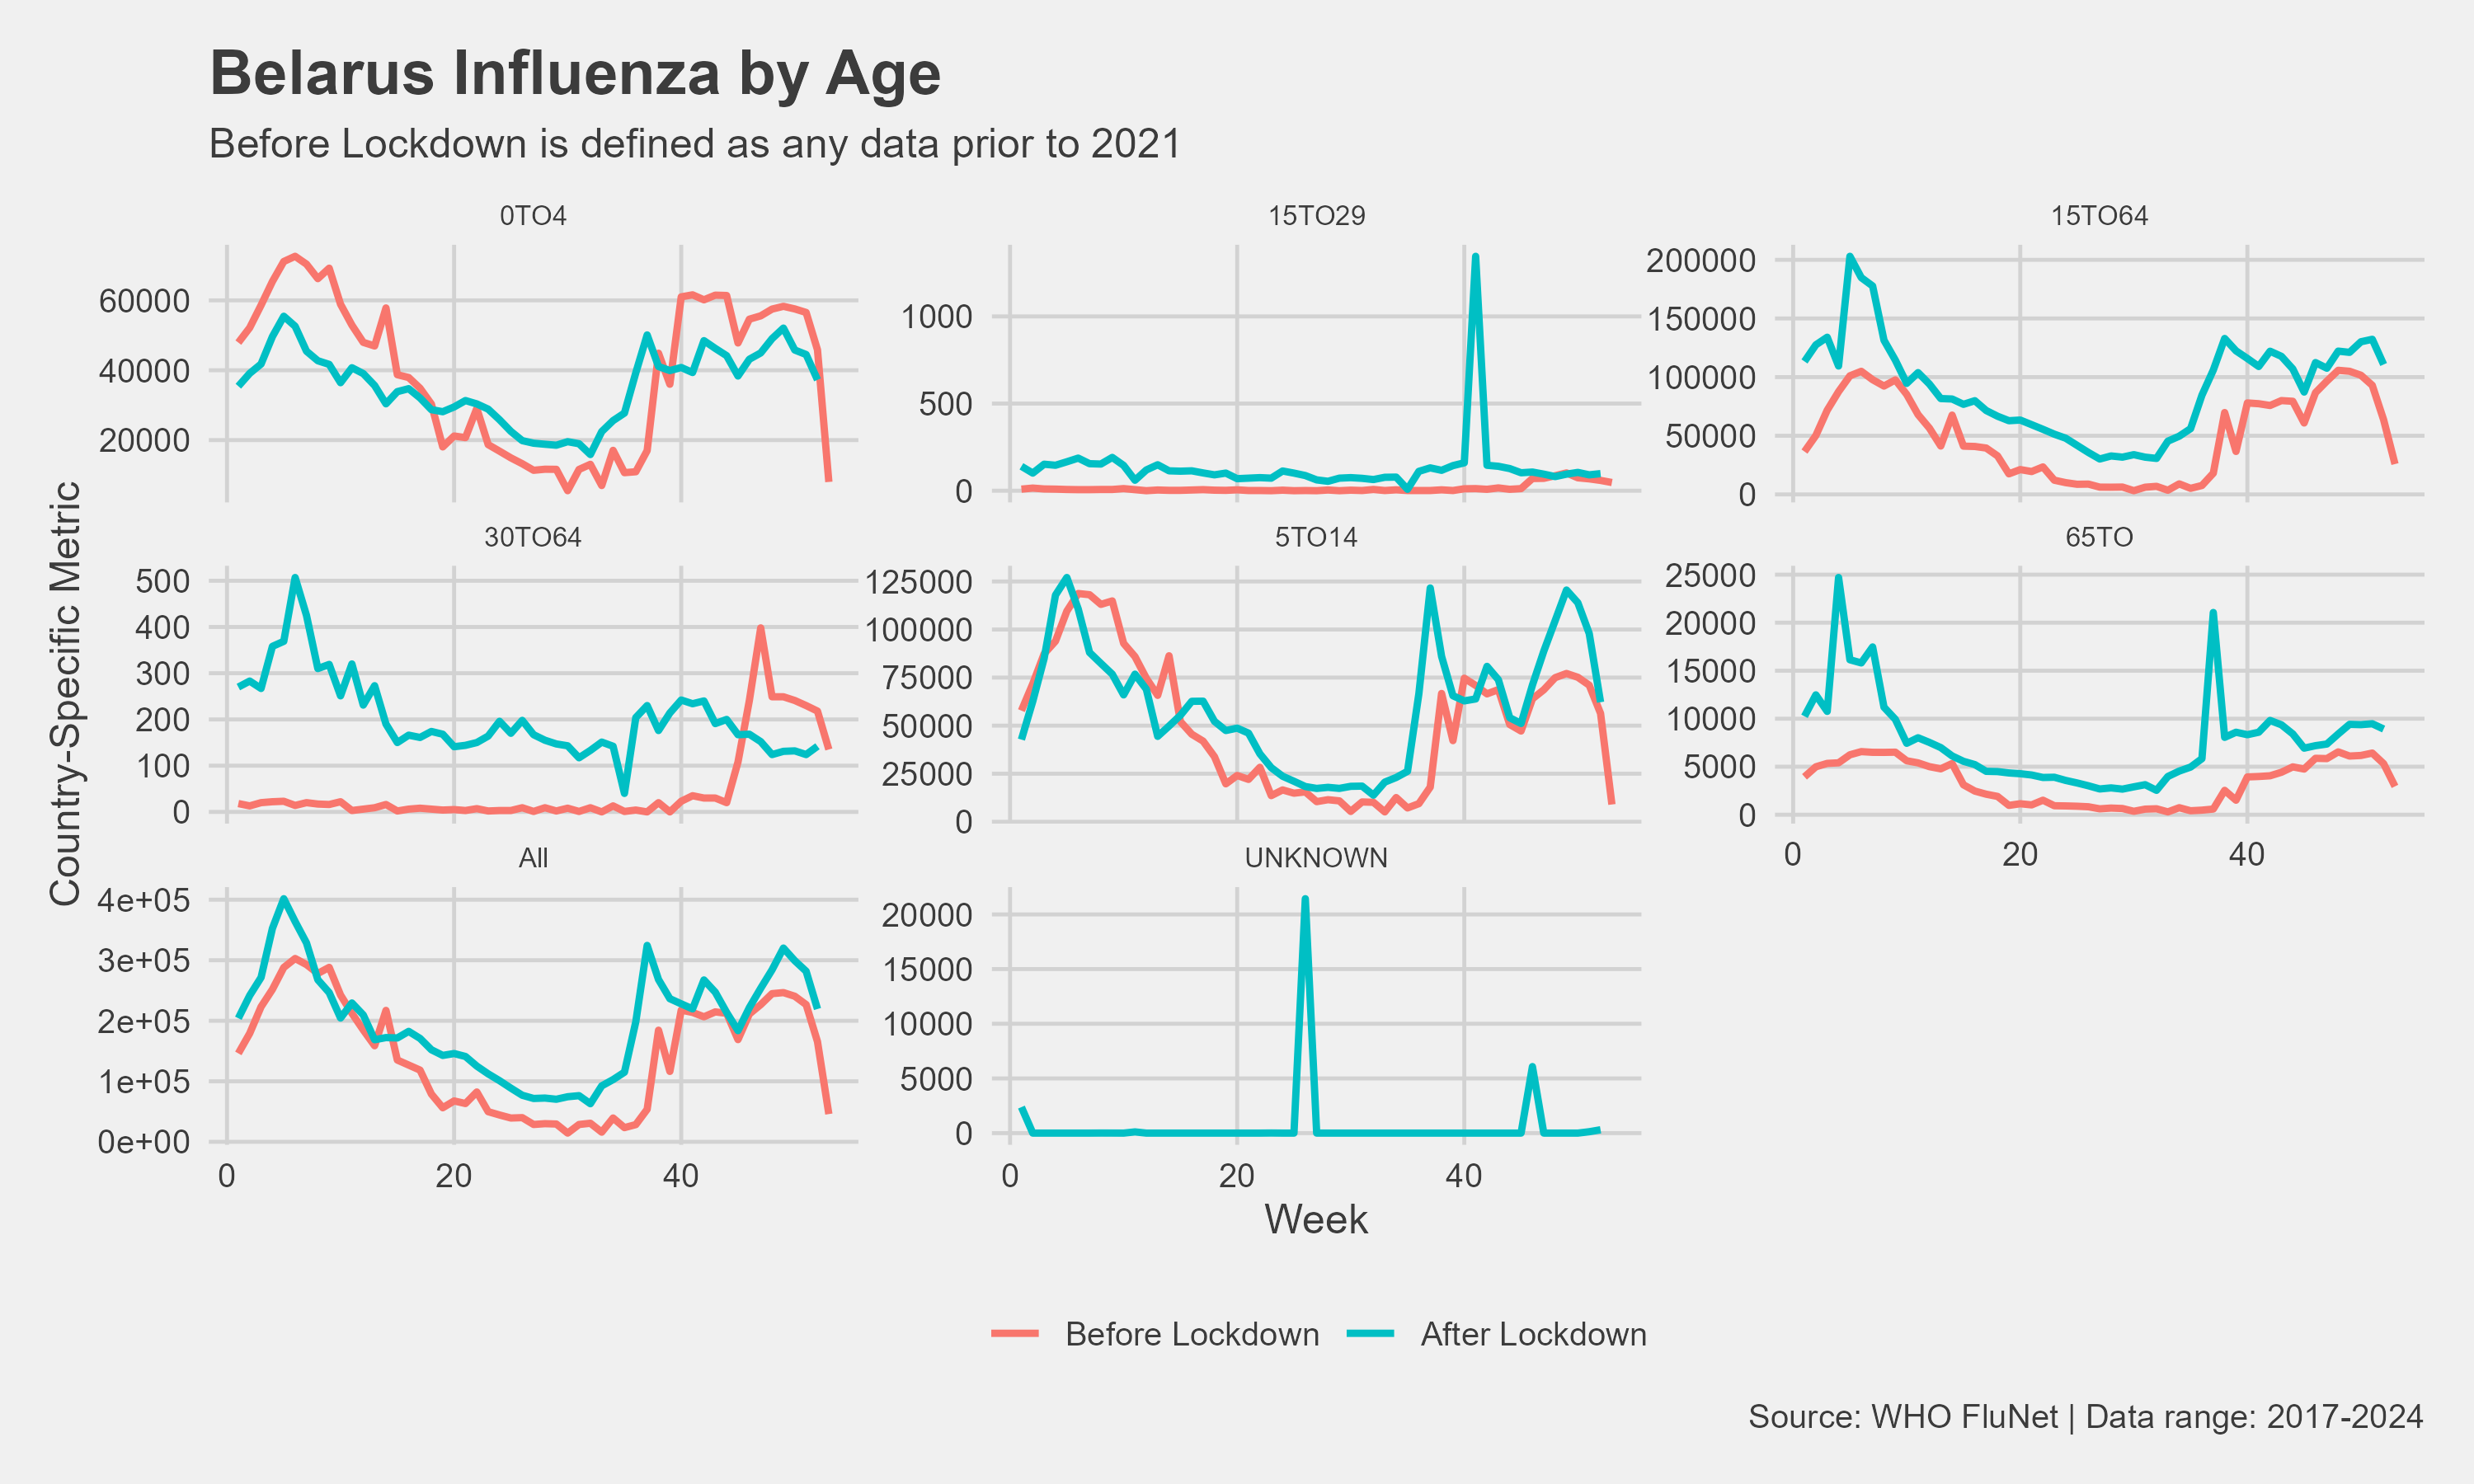 Belarus Influenza by Age
Before Lockdown is defined as any data prior to 2021
Country-Specific Metric
0TO4
60000
40000
20000
15TO29
1000
500
0
15TO64
200000
150000
100000
50000
0
30TO64
500
400
300
200
100
0
5TO14
125000
100000
75000
50000
25000
0
65TO
25000
20000
15000
10000
5000
0
0 20 40
All
4e+05
3e+05
2e+05
1e+05
0e+00
0 20 40
UNKNOWN
20000
15000
10000
5000
0
0 20 40
Week
Before Lockdown After Lockdown
Source: WHO FluNet | Data range: 2017-2024